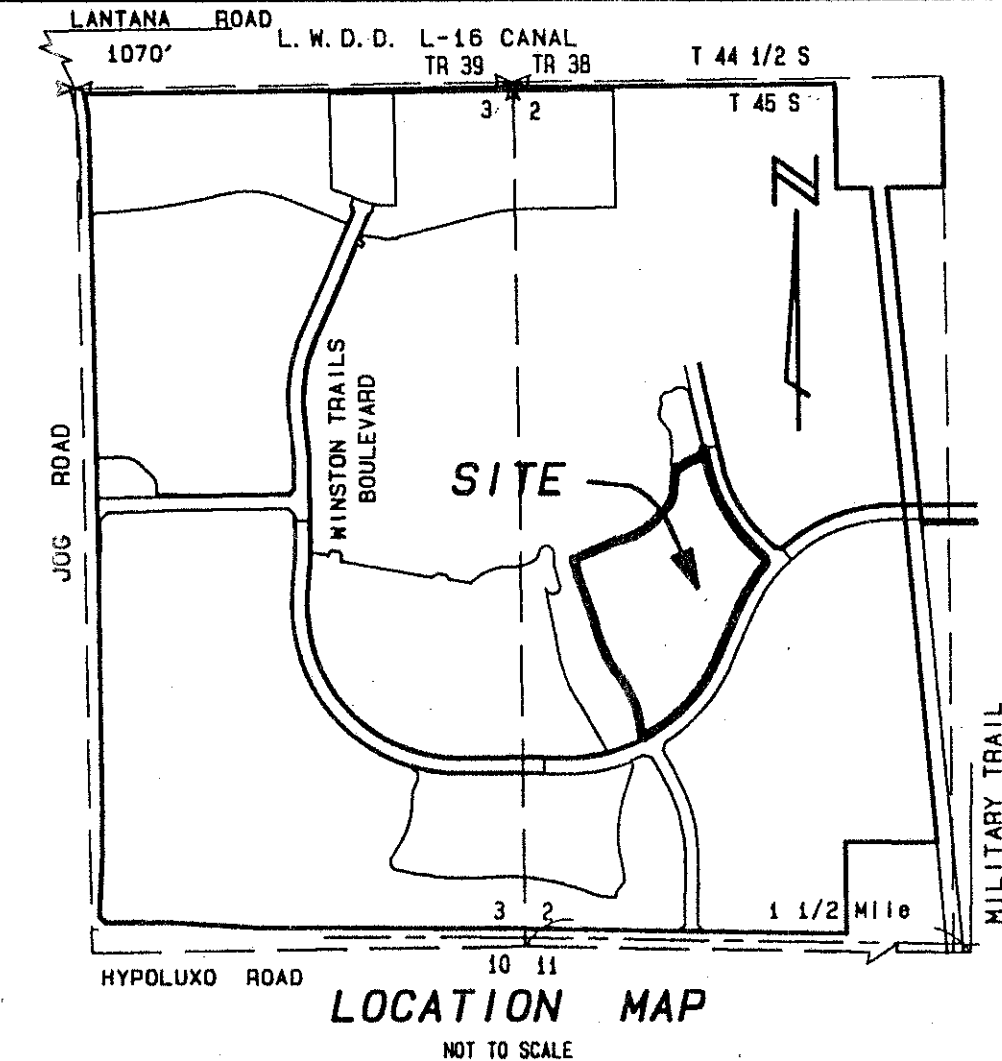 LANTANA ROAD
1070'
L. W. D. D. L-16 CANAL
TR 39 TR 38
T 44 1/2 S
3 2
T 45 S
N
WINSTON TRAILS
BOULEVARD
JOG ROAD
SITE
MILITARY TRAIL
3 2
1 1/2 Mile
10 11
HYPOLUXO ROAD
LOCATION MAP
NOT TO SCALE